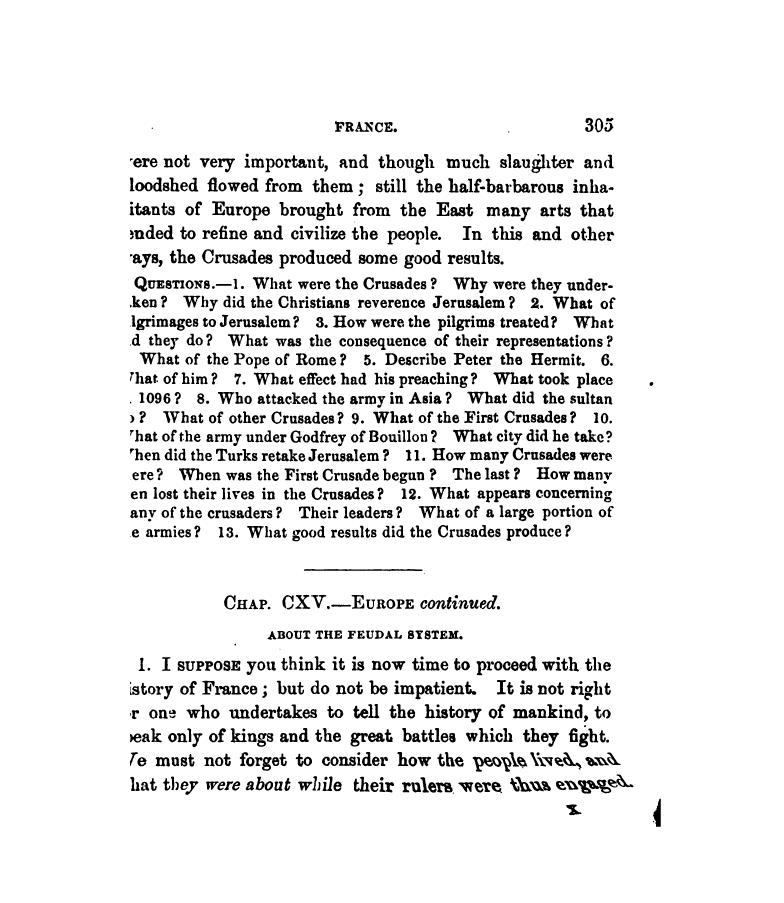 FRANCE. 305
ere not very important, and though much slaughter and
loodshed flowed from them ; still the half-barbarous inha-
itants of Europe brought from the East many arts that
ended to refine and civilize the people. In this and other
ays, the Crusades produced some good results.
QUESTIONS.—1. What were the Crusades ? Why were they under-
ken ? Why did the Christians reverence Jerusalem ? 2. What of
lgrimages to Jerusalem ? 3. How were the pilgrims treated ? What
d they do ? What was the consequence of their representations ?
What of the Pope of Rome ? 5. Describe Peter the Hermit. 6.
hat of him ? 7. What effect had his preaching ? What took place
1096 ? 8. Who attacked the army in Asia ? What did the sultan
? What of other Crusades ? 9. What of the First Crusades ? 10.
hat of the army under Godfrey of Bouillon ? What city did he take ?
hen did the Turks retake Jerusalem ? 11. How many Crusades were
ere ? When was the First Crusade begun ? The last ? How many
en lost their lives in the Crusades ? 12. What appears concerning
any of the crusaders ? Their leaders ? What of a large portion of
e armies ? 13. What good results did the Crusades produce ?
CHAP. CXV.—EUROPE continued.
ABOUT THE FEUDAL SYSTEM.
1. I SUPPOSE you think it is now time to proceed with the
istory of France ; but do not be impatient. It is not right
r one who undertakes to tell the history of mankind, to
eak only of kings and the great battles which they fight.
e must not forget to consider how the people lived, and
hat they were about while their rulers were thus engaged.
X